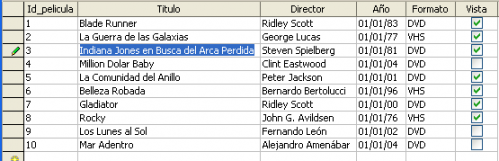 Id_pelicula Titulo Director Año Formato Vista
1 Blade Runner Ridley Scott 01/01/83 DVD
2 La Guerra de las Galaxias George Lucas 01/01/77 VHS
3 Indiana Jones en Busca del Arca Perdida Steven Spielberg 01/01/81 DVD
4 Million Dolar Baby Clint Eastwood 01/01/04 DVD
5 La Comunidad del Anillo Peter Jackson 01/01/01 DVD
6 Belleza Robada Bernardo Bertolucci 01/01/96 VHS
7 Gladiator Ridley Scott 01/01/00 DVD
8 Rocky John G. Avildsen 01/01/76 VHS
9 Los Lunes al Sol Fernando León 01/01/02 DVD
10 Mar Adentro Alejandro Amenábar 01/01/04 DVD